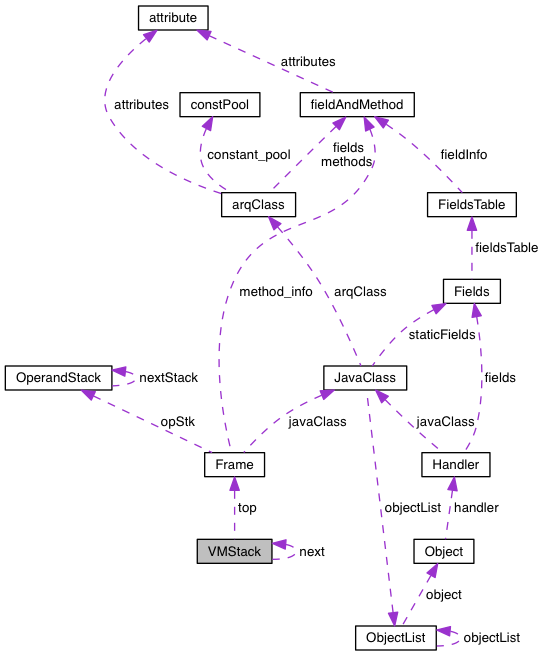 attribute
attributes
constPool
fieldAndMethod
attributes
constant_pool
fields
methods
fieldInfo
arqClass
FieldsTable
fieldsTable
method_info
arqClass
Fields
staticFields
OperandStack
nextStack
JavaClass
fields
opStk
javaClass
javaClass
Frame
Handler
top
objectList
handler
VMStack
next
Object
object
ObjectList
objectList